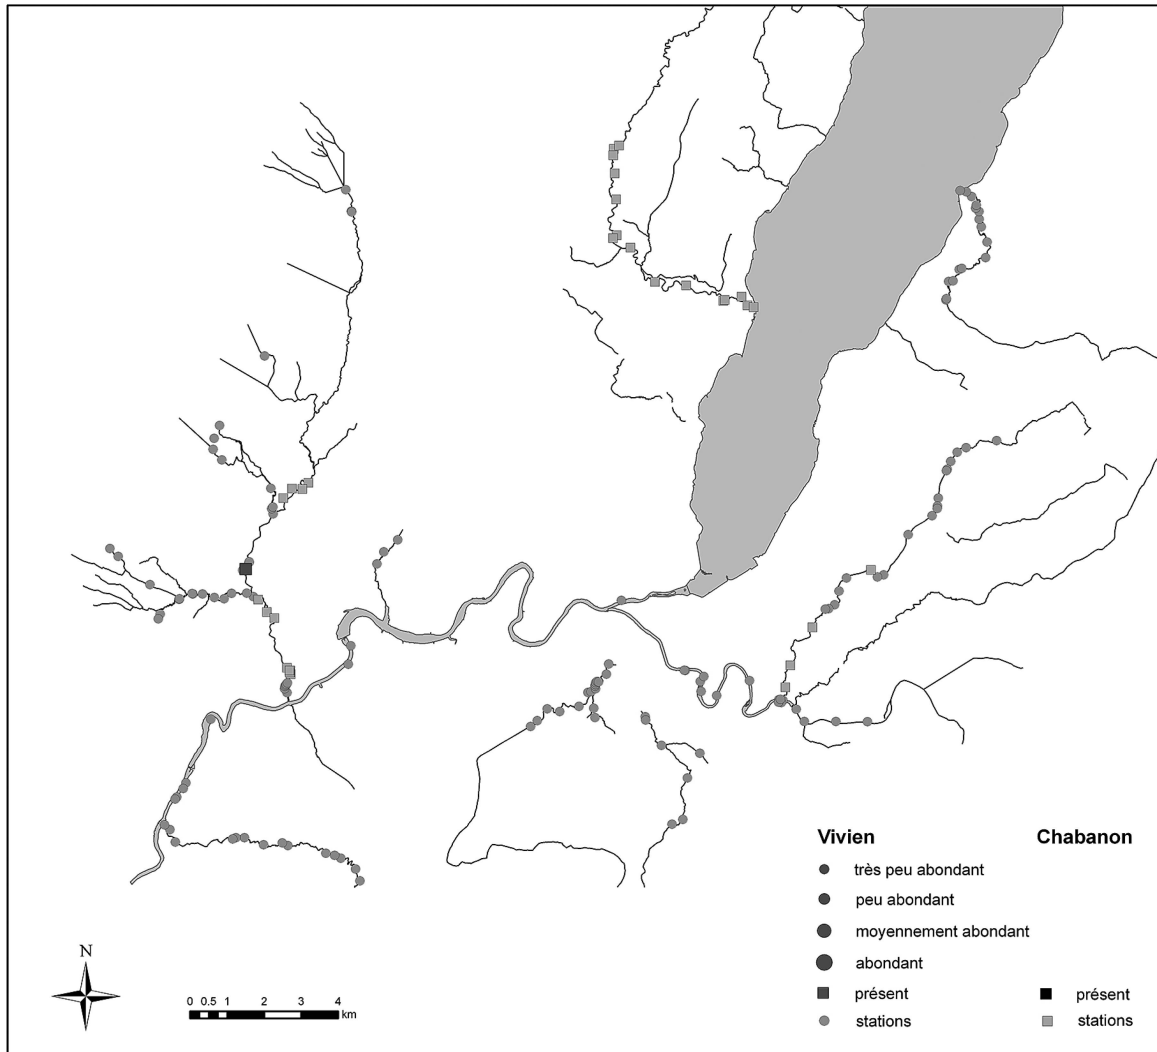 Vivien Chabanon
très peu abondant
peu abondant
moyennement abondant
abondant
présent présent
stations stations
N
0 0.5 1 2 3 4
km